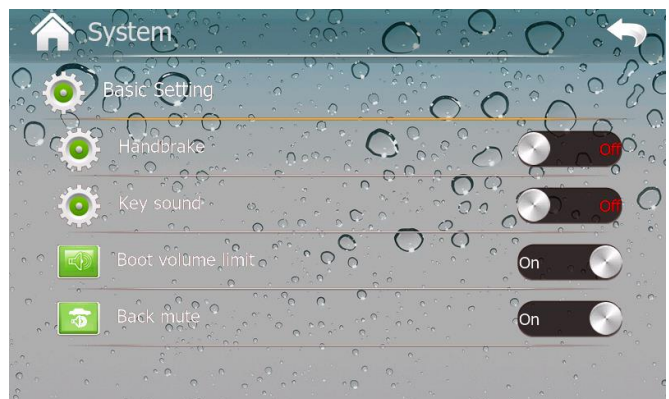 System
Basic Setting
Handbrake Off
Key sound Off
Boot volume limit On
Back mute On